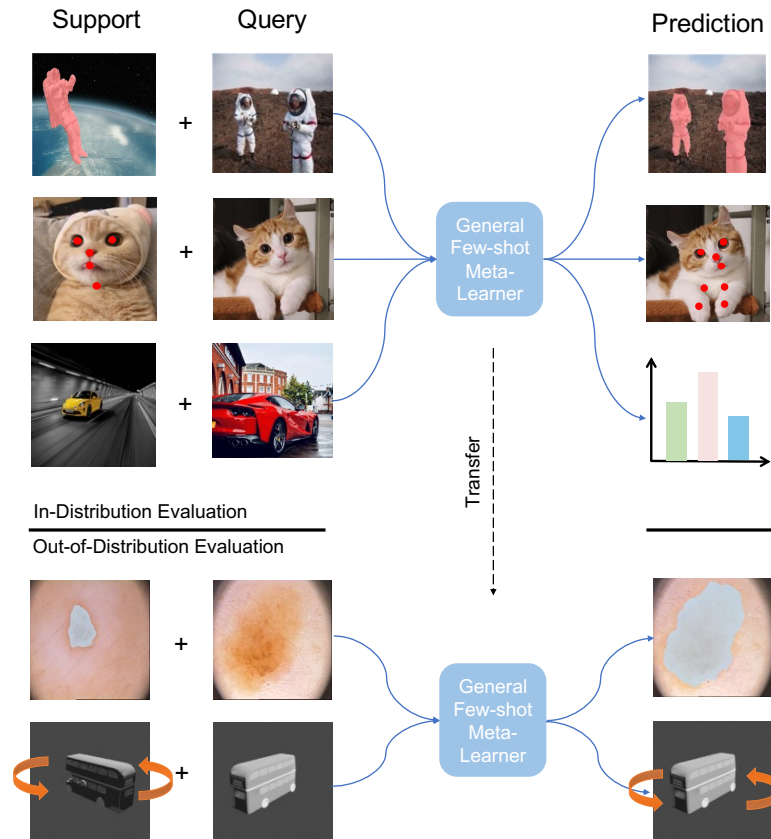 Support
Query
Prediction
+
+
General
Few-shot
Meta-
Learner
+
Transfer
In-Distribution Evaluation
Out-of-Distribution Evaluation
+
General
Few-shot
Meta-
Learner
+